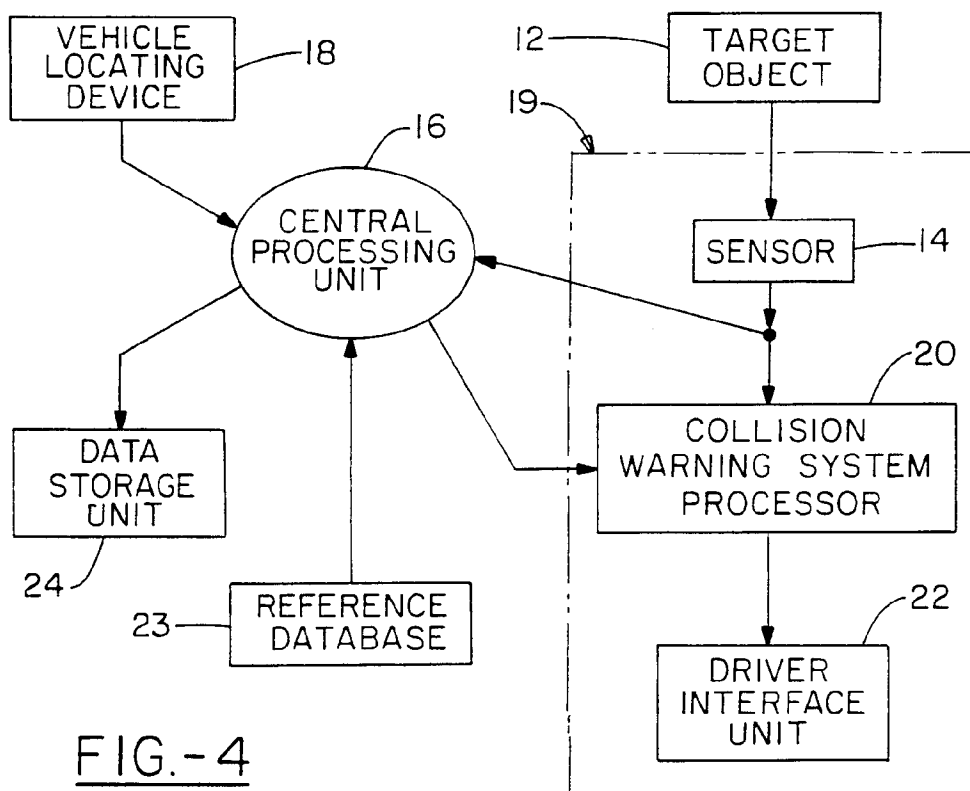 VEHICLE
LOCATING
DEVICE
18
12
TARGET
OBJECT
19
16
CENTRAL
PROCESSING
UNIT
SENSOR
14
20
COLLISION
WARNING SYSTEM
PROCESSOR
DATA
STORAGE
UNIT
24
23
REFERENCE
DATABASE
22
DRIVER
INTERFACE
UNIT
FIG.-4